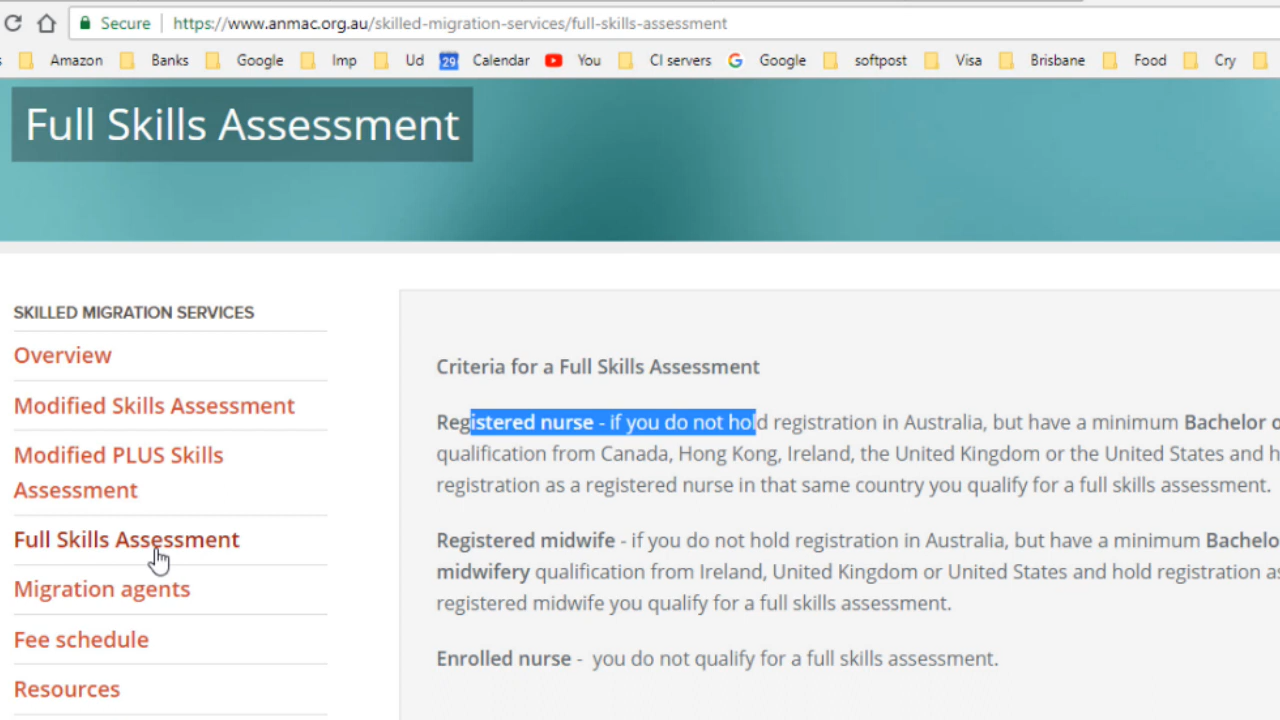 Secure https://www.anmac.org.au/skilled-migration-services/full-skills-assessment
Amazon Banks Google Imp Ud 29 Calendar You CI servers G Google softpost Visa Brisbane Food Cry
Full Skills Assessment
SKILLED MIGRATION SERVICES
Overview
Modified Skills Assessment
Modified PLUS Skills
Assessment
Full Skills Assessment
Migration agents
Fee schedule
Resources
Criteria for a Full Skills Assessment
Registered nurse - if you do not hold registration in Australia, but have a minimum Bachelor
qualification from Canada, Hong Kong, Ireland, the United Kingdom or the United States and
registration as a registered nurse in that same country you qualify for a full skills assessment.
Registered midwife - if you do not hold registration in Australia, but have a minimum
midwifery qualification from Ireland, United Kingdom or United States and hold registration
registered midwife you qualify for a full skills assessment.
Enrolled nurse - you do not qualify for a full skills assessment.